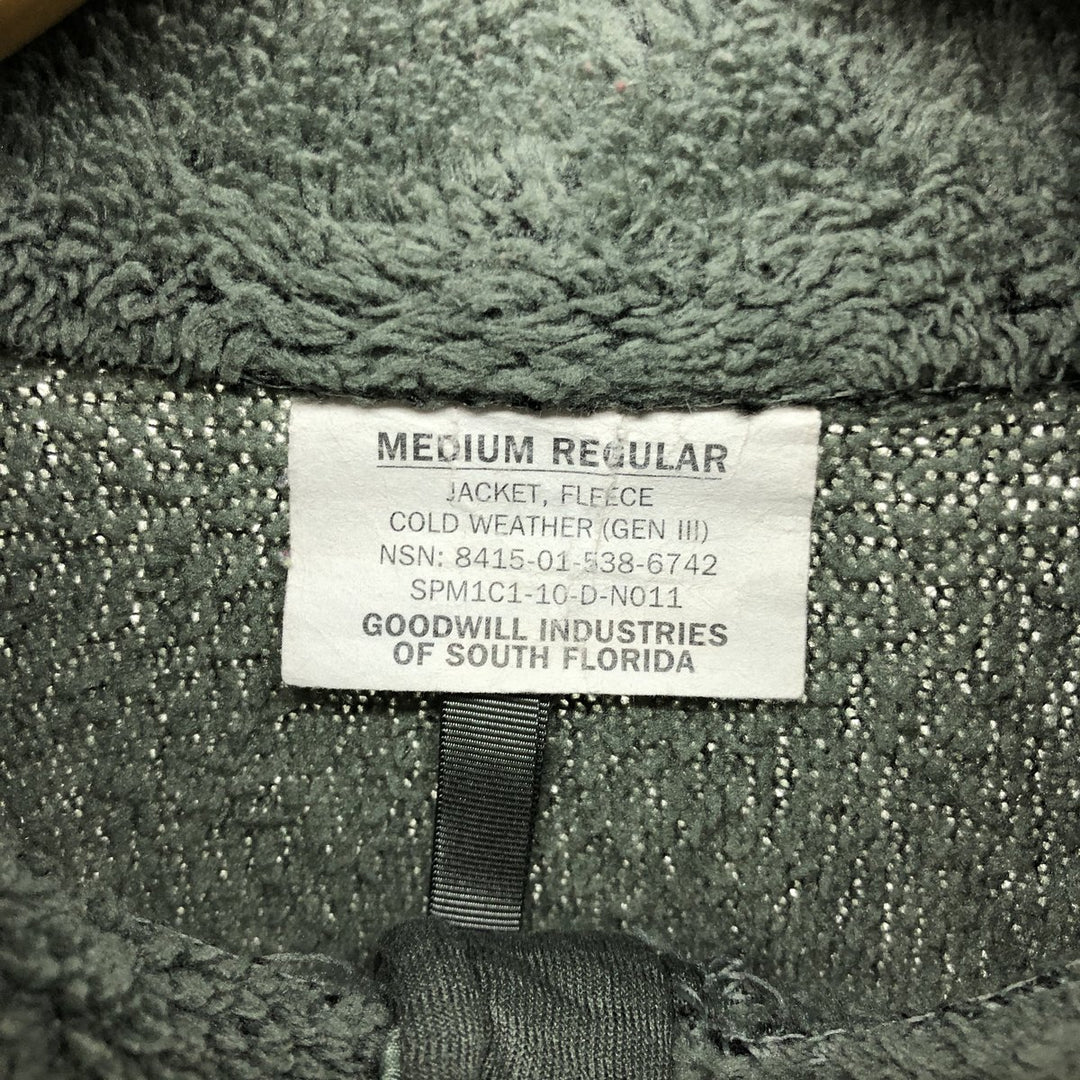 MEDIUM REGULAR
JACKET, FLEECE
COLD WEATHER (GEN III)
NSN: 8415-01-538-6742
SPM1C1-10-D-N011
GOODWILL INDUSTRIES
OF SOUTH FLORIDA